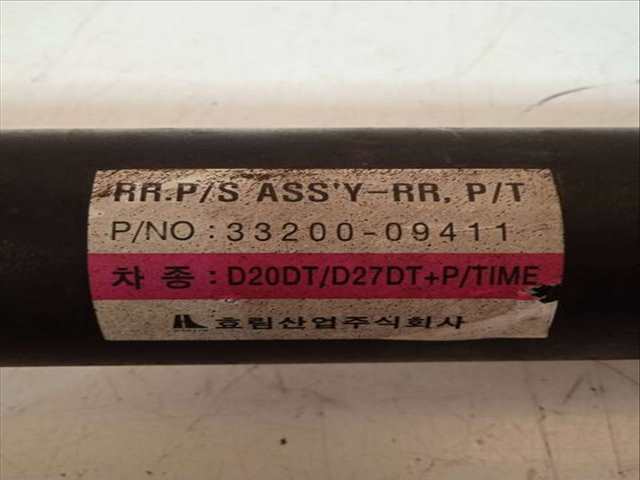 RR.P/S ASS'Y-RR. P/T
P/NO : 33200-09411
차 종 : D20DT/D27DT+P/TIME
효림산업주식회사